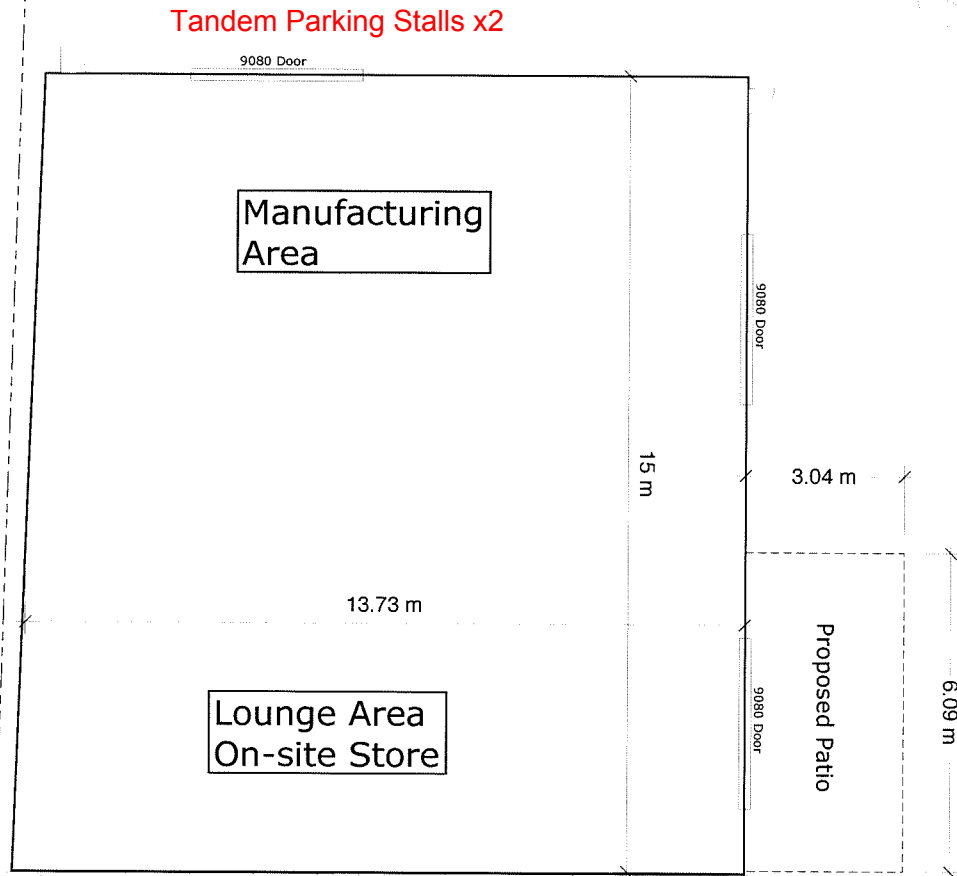 Tandem Parking Stalls x2
9080 Door
Manufacturing
Area
9080 Door
15 m
3.04 m
13.73 m
Proposed Patio
6.09 m
Lounge Area
On-site Store
9080 Door